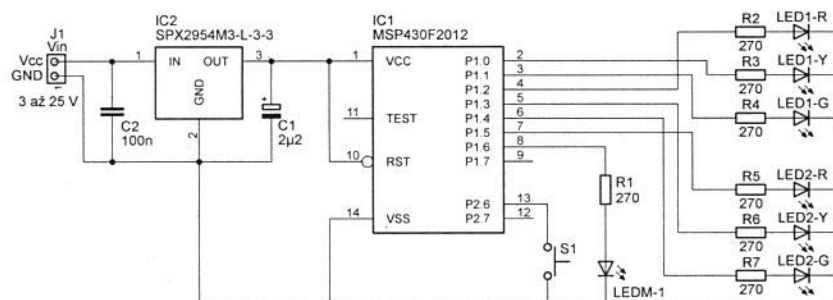 J1
Vin
Vcc
GND
1
3 až 25 V
C2
100n
IC2
SPX2954M3-L-3-3
1
IN
OUT
3
GND
2
+
C1
2µ2
IC1
MSP430F2012
1
VCC
11
TEST
10
RST
14
VSS
P1.0
2
P1.1
3
P1.2
4
P1.3
5
P1.4
6
P1.5
7
P1.6
8
P1.7
9
P2.6
13
P2.7
12
R1
270
S1
LEDM-1
R2
270
LED1-R
R3
270
LED1-Y
R4
270
LED1-G
R5
270
LED2-R
R6
270
LED2-Y
R7
270
LED2-G